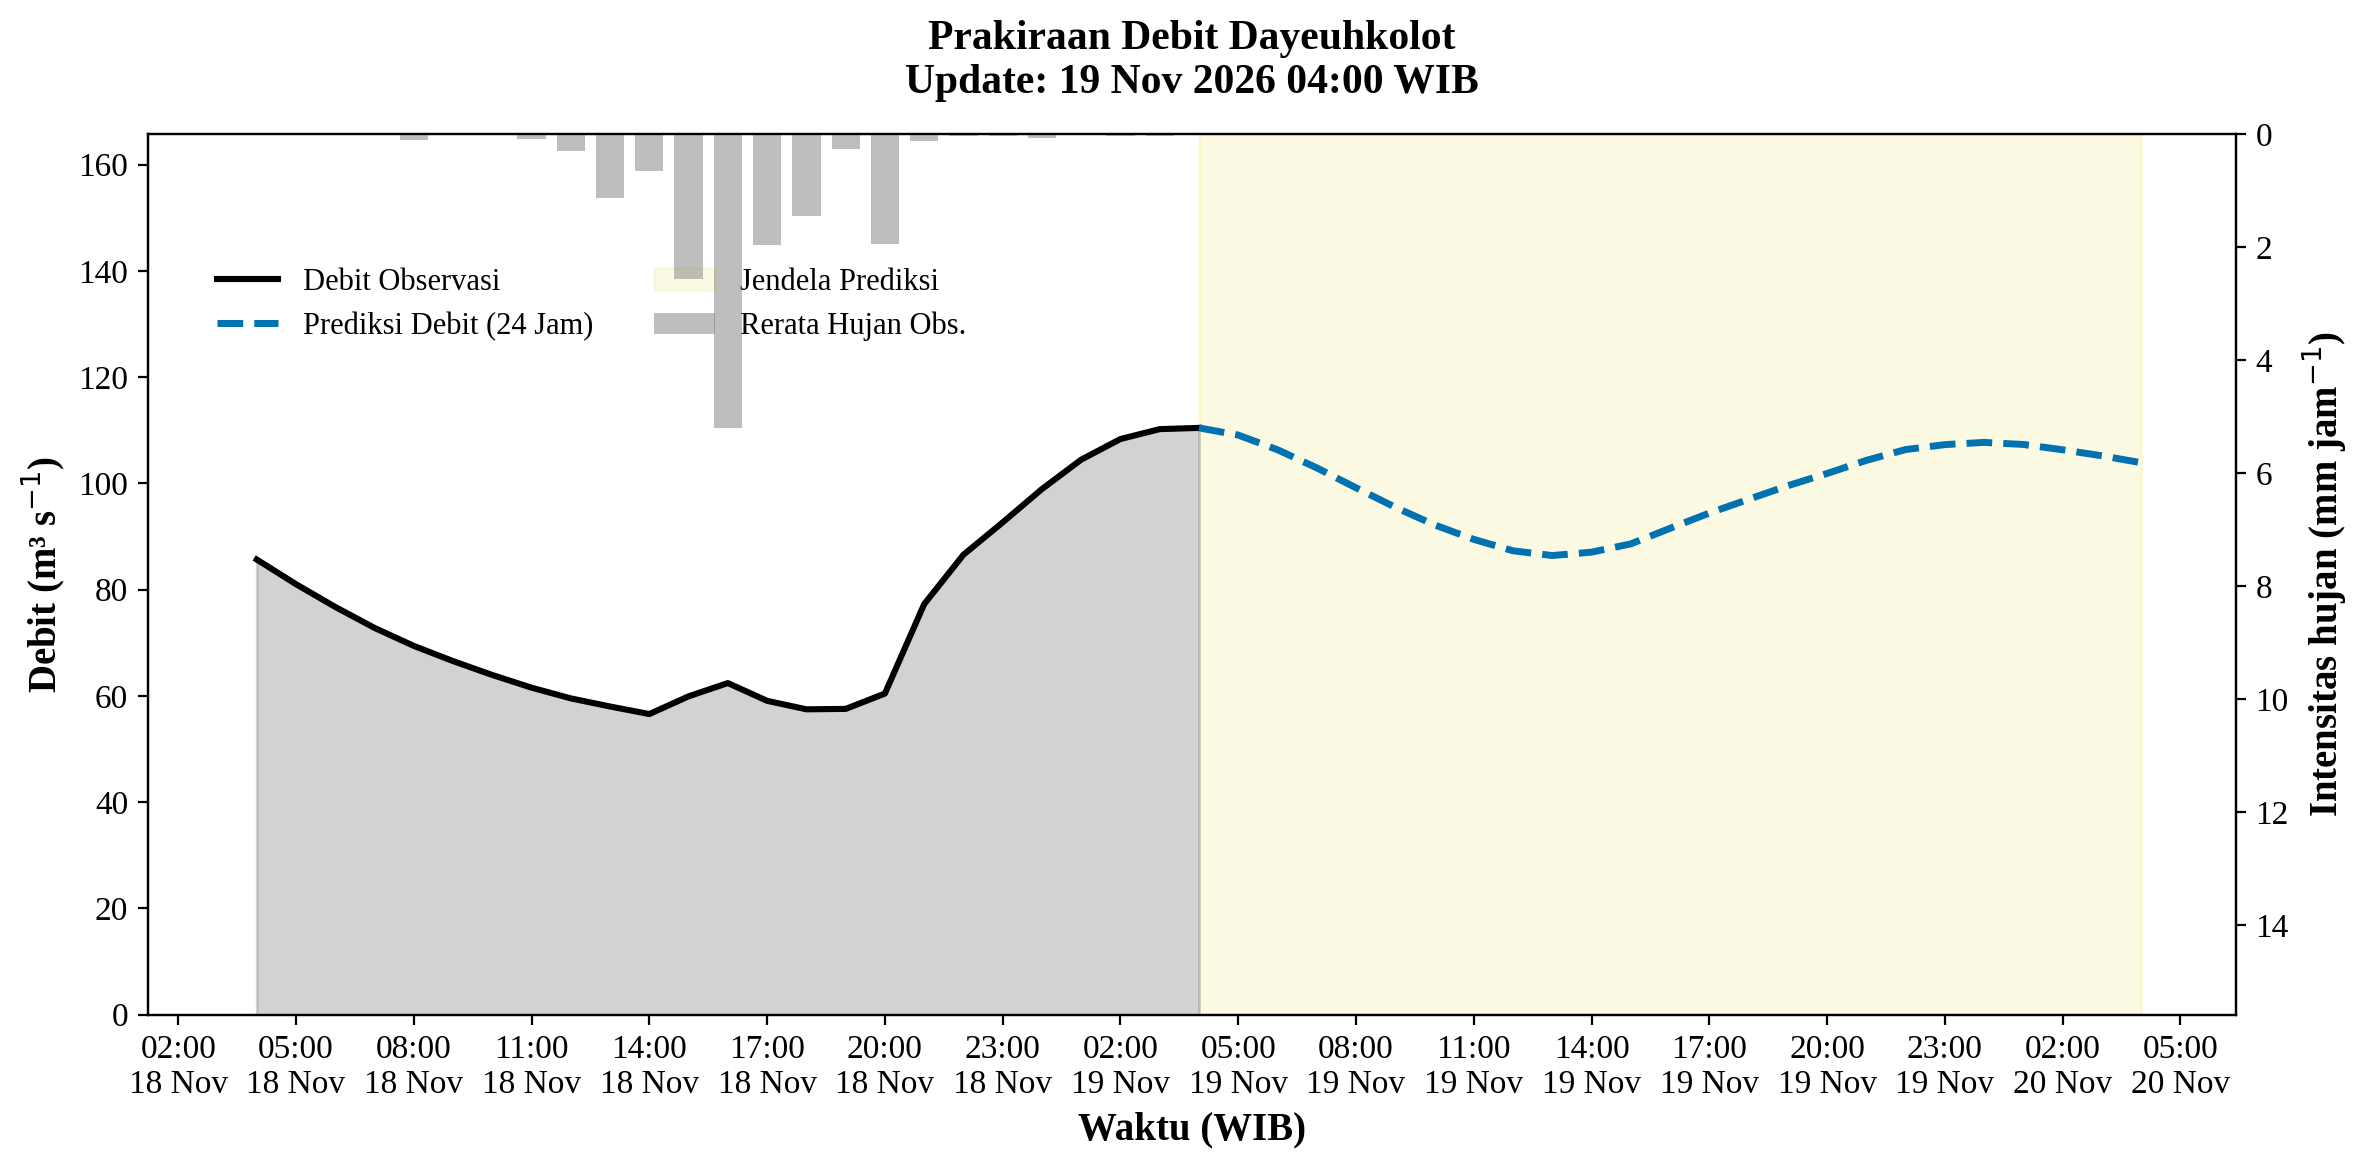 Prakiraan Debit Dayeuhkolot
Update: 19 Nov 2026 04:00 WIB
Debit (m³ s⁻¹)
160
140
120
100
80
60
40
20
0
Debit Observasi
Prediksi Debit (24 Jam)
Jendela Prediksi
Rerata Hujan Obs.
0
2
4
6
8
10
12
14
Intensitas hujan (mm jam⁻¹)
02:00 05:00 08:00 11:00 14:00 17:00 20:00 23:00 02:00 05:00 08:00 11:00 14:00 17:00 20:00 23:00 02:00 05:00
18 Nov 18 Nov 18 Nov 18 Nov 18 Nov 18 Nov 18 Nov 18 Nov 19 Nov 19 Nov 19 Nov 19 Nov 19 Nov 19 Nov 19 Nov 19 Nov 20 Nov 20 Nov
Waktu (WIB)